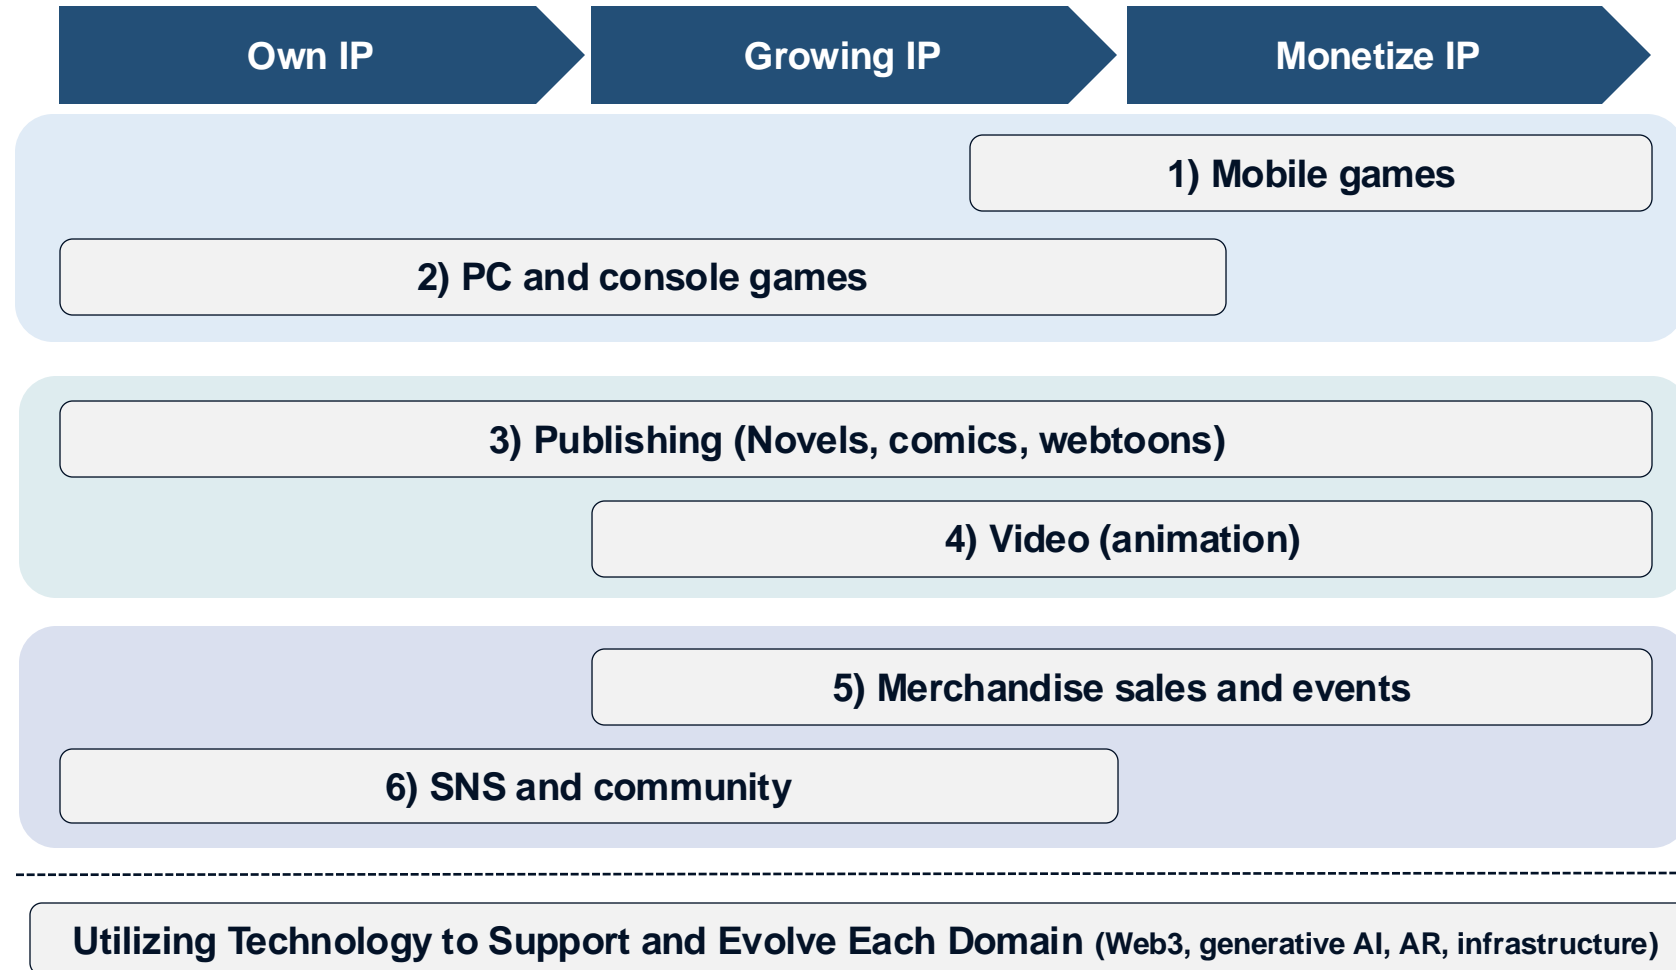 Own IP
Growing IP
Monetize IP
1) Mobile games
2) PC and console games
3) Publishing (Novels, comics, webtoons)
4) Video (animation)
5) Merchandise sales and events
6) SNS and community
Utilizing Technology to Support and Evolve Each Domain (Web3, generative AI, AR, infrastructure)